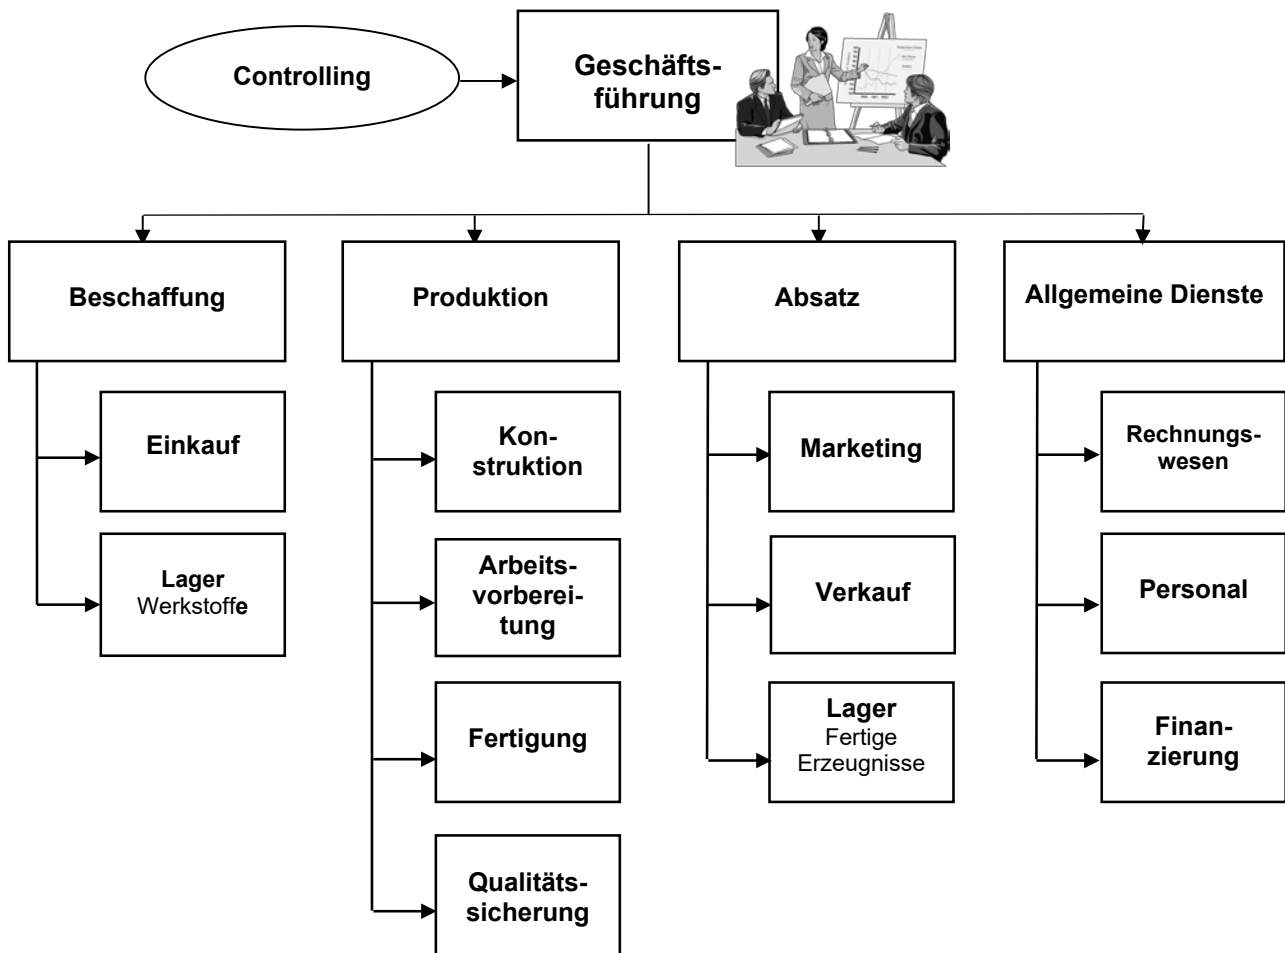 Controlling
Geschäfts-
führung
Beschaffung
Produktion
Absatz
Allgemeine Dienste
Einkauf
Lager
Werkstoffe
Kon-
struktion
Arbeits-
vorberei-
tung
Fertigung
Qualitäts-
sicherung
Marketing
Verkauf
Lager
Fertige
Erzeugnisse
Rechnungs-
wesen
Personal
Finan-
zierung